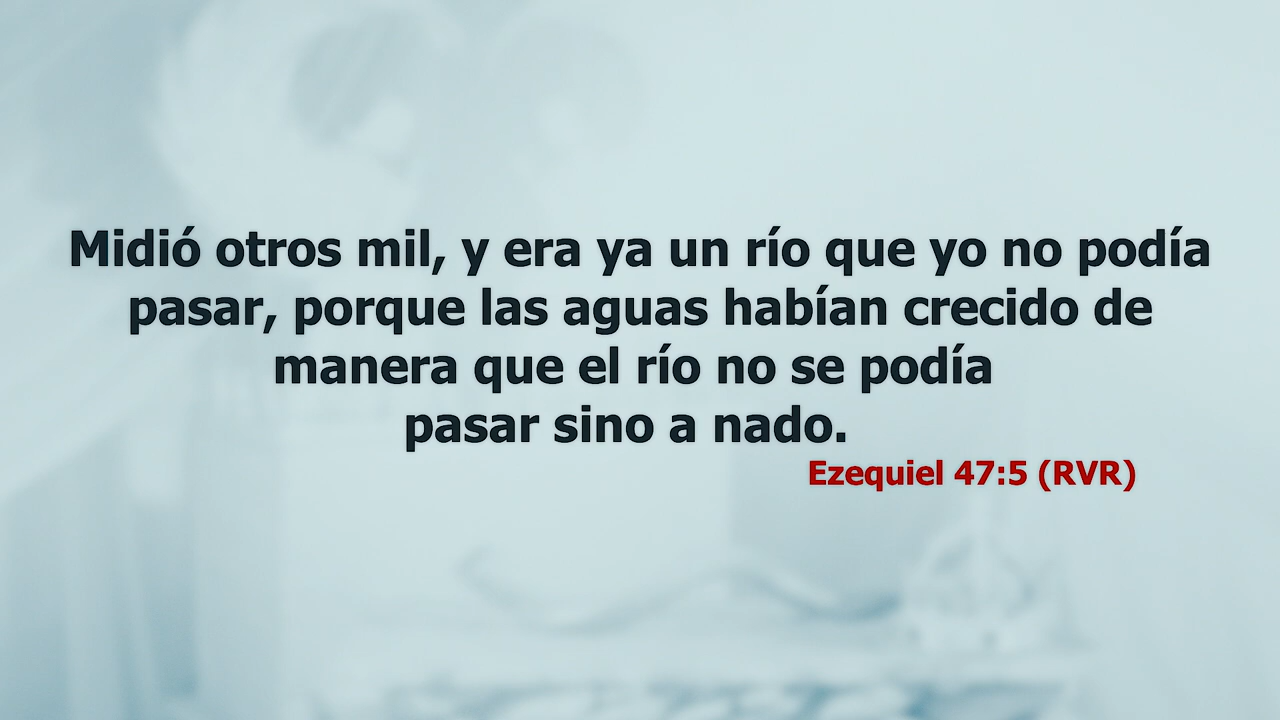 Midió otros mil, y era ya un río que yo no podía
pasar, porque las aguas habían crecido de
manera que el río no se podía
pasar sino a nado.
Ezequiel 47:5 (RVR)